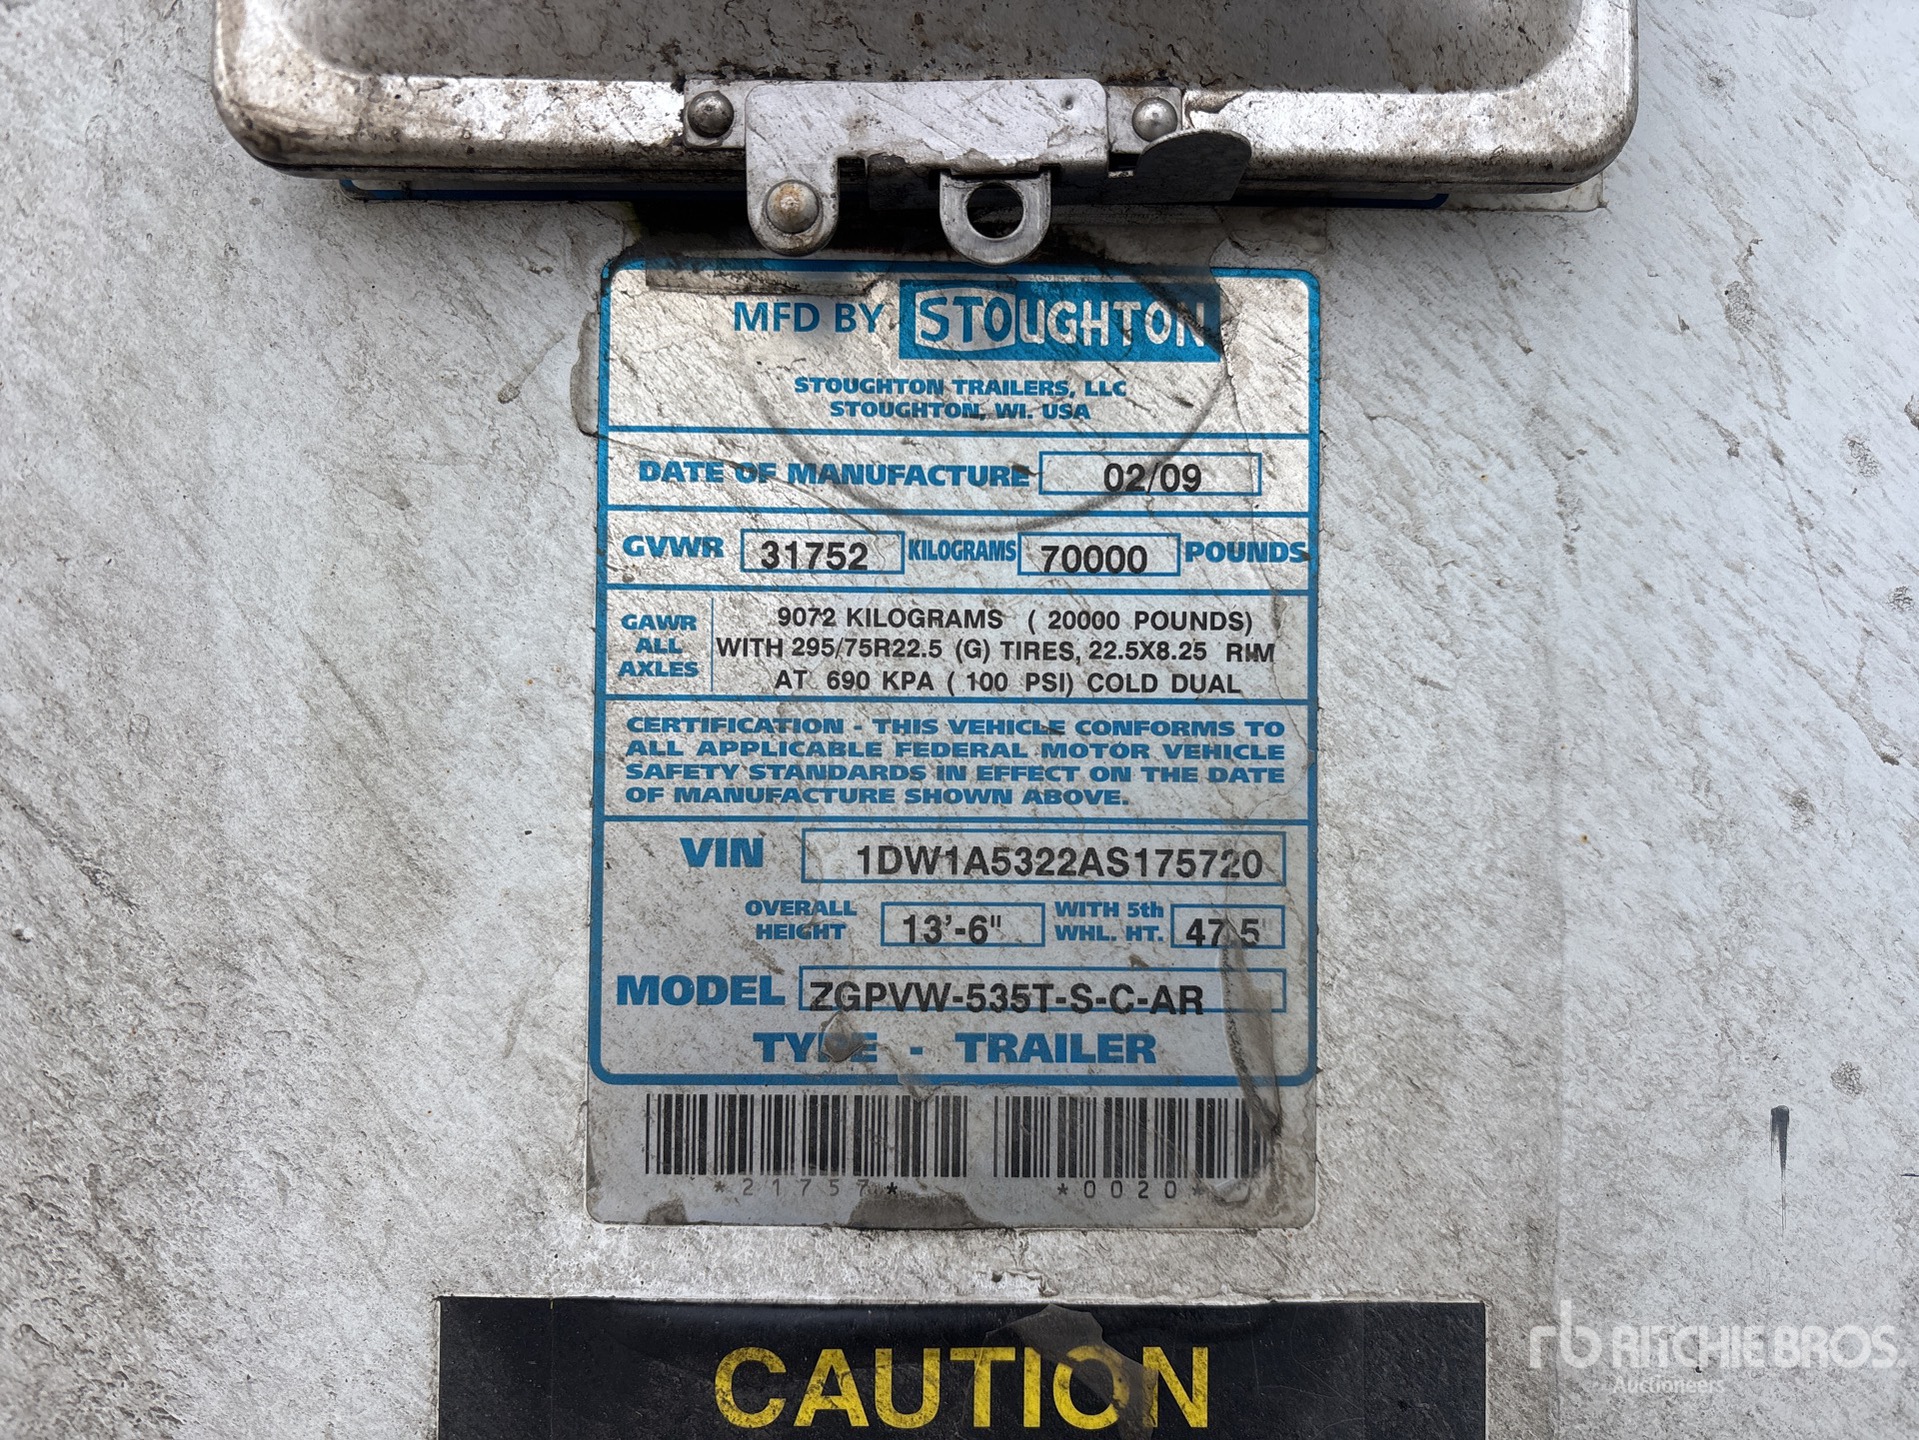 MFD BY STOUGHTON
STOUGHTON TRAILERS, LLC
STOUGHTON, WI. USA
DATE OF MANUFACTURE 02/09
GVWR 31752 KILOGRAMS 70000 POUNDS
GAWR ALL AXLES
9072 KILOGRAMS ( 20000 POUNDS)
WITH 295/75R22.5 (G) TIRES, 22.5X8.25 RIM
AT 690 KPA ( 100 PSI) COLD DUAL
CERTIFICATION - THIS VEHICLE CONFORMS TO
ALL APPLICABLE FEDERAL MOTOR VEHICLE
SAFETY STANDARDS IN EFFECT ON THE DATE
OF MANUFACTURE SHOWN ABOVE.
VIN 1DW1A5322AS175720
OVERALL HEIGHT 13'-6" WITH 5th WHL. HT. 47.5"
MODEL ZGPVW-535T-S-C-AR
TYPE - TRAILER
*21757* *0020*
CAUTION
rb RITCHIE BROS.
Auctioneers